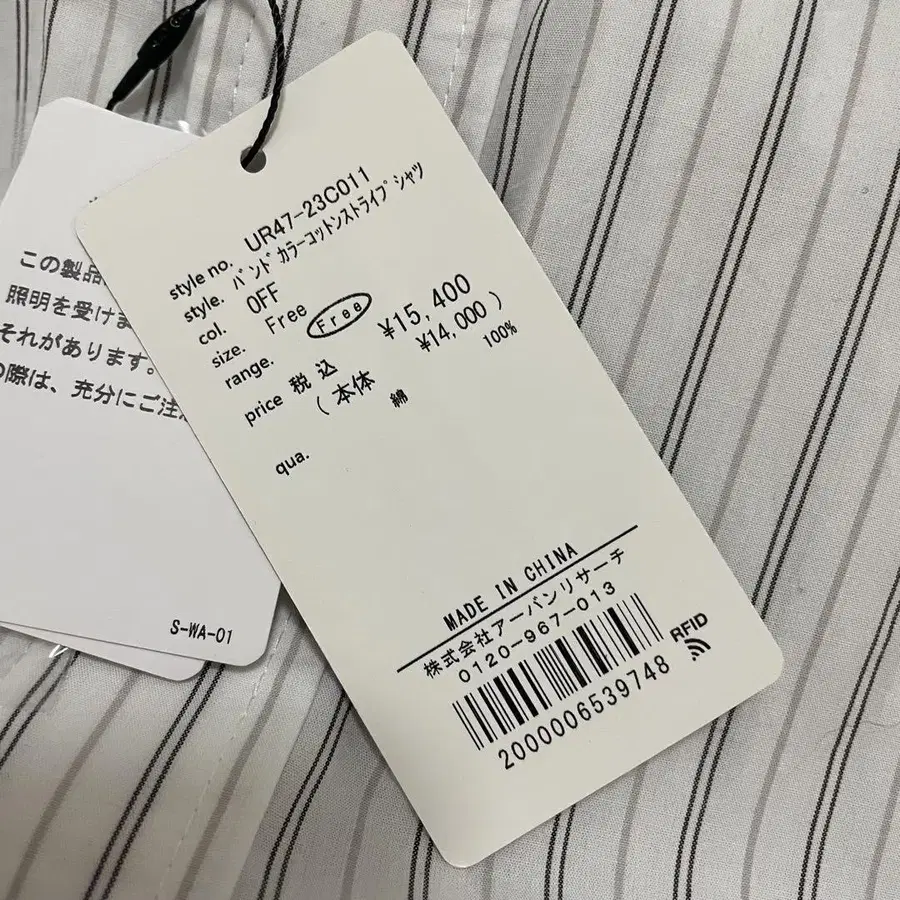 この製品
照明を受けま
それがあります。
の際は、充分にご注
S-WA-01
style no. UR47-23C011
style. ﾊﾞﾝﾄﾞｶﾗｰｺｯﾄﾝｽﾄﾗｲﾌﾟｼｬﾂ
col. OFF
size. Free
range. Free
price 税込 ¥15,400
(本体 ¥14,000)
qua. 綿 100%
MADE IN CHINA
株式会社アーバンリサーチ
0120-967-013
2000006539748
RFID